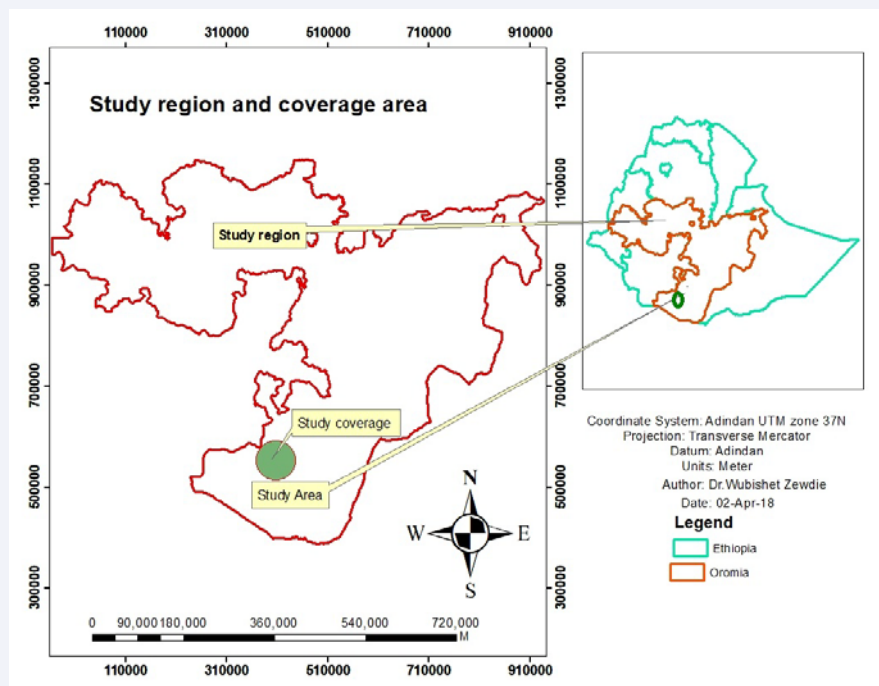 110000 310000 510000 710000 910000
1300000 1300000
Study region and coverage area
1100000 1100000
Study region
900000 900000
700000 700000
Study coverage
Study Area
500000 500000
N
W E
S
300000 300000
0 90,000 180,000 360,000 540,000 720,000
M
110000 310000 510000 710000 910000
Coordinate System: Adindan UTM zone 37N
Projection: Transverse Mercator
Datum: Adindan
Units: Meter
Author: Dr.Wubishet Zewdie
Date: 02-Apr-18
Legend
Ethiopia
Oromia